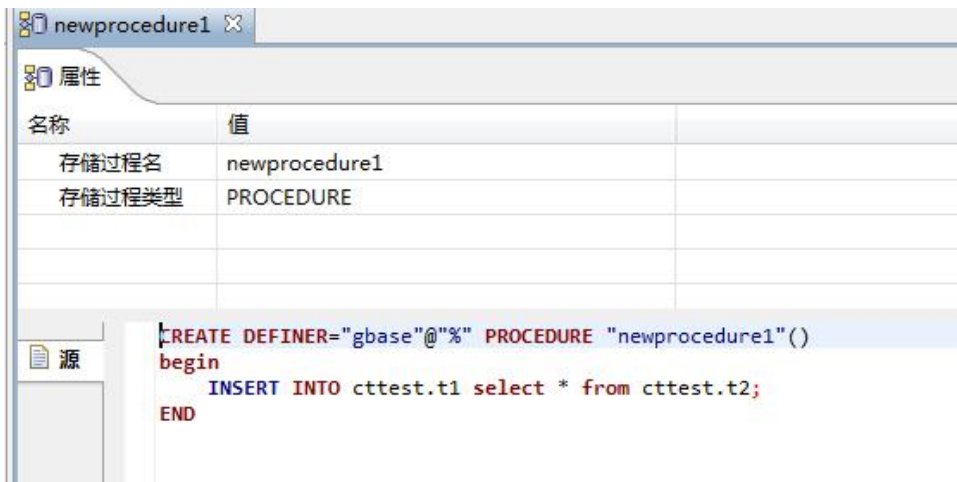 newprocedure1
属性
名称 值
存储过程名 newprocedure1
存储过程类型 PROCEDURE
源
CREATE DEFINER="gbase"@"%" PROCEDURE "newprocedure1"()
begin
INSERT INTO cttest.t1 select * from cttest.t2;
END